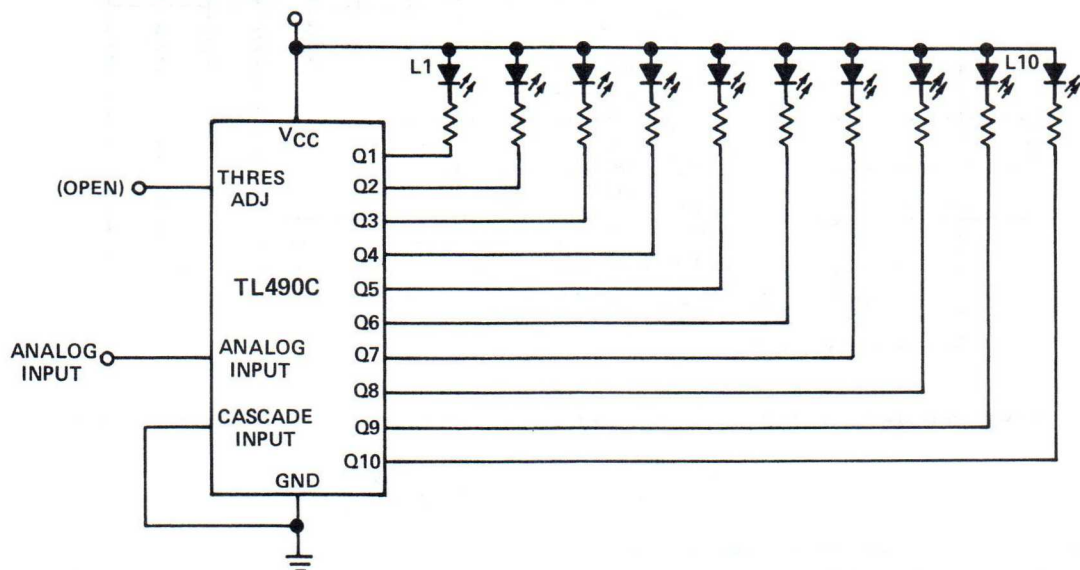 L1
L10
VCC
Q1
(OPEN)
THRES
ADJ
Q2
Q3
Q4
TL490C
Q5
Q6
ANALOG
INPUT
ANALOG
INPUT
Q7
Q8
CASCADE
INPUT
Q9
Q10
GND